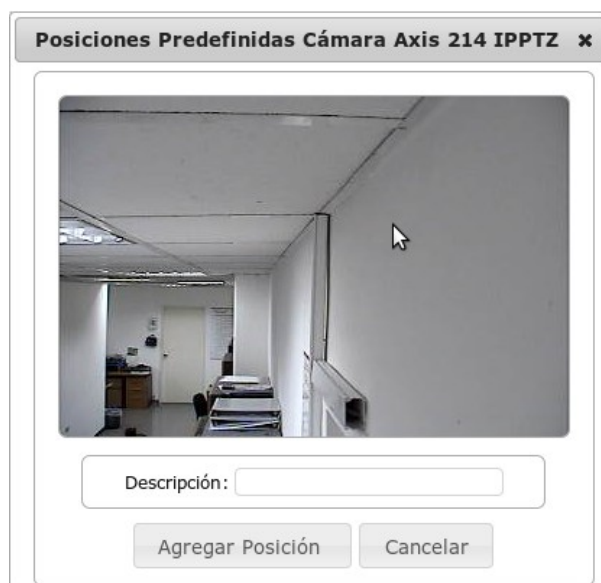 Posiciones Predefinidas Cámara Axis 214 IPPTZ ✖
Descripción:
Agregar Posición
Cancelar